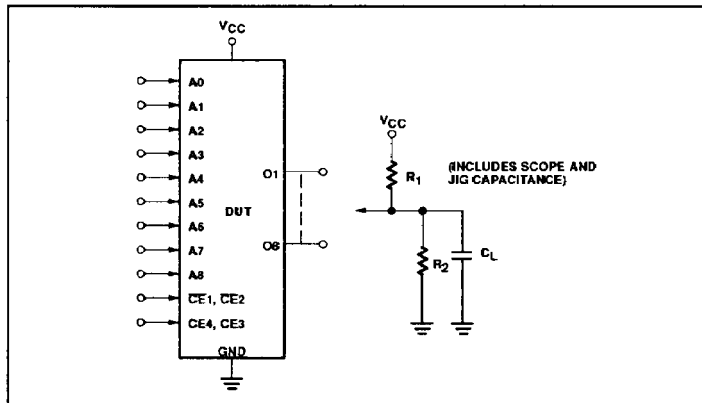 VCC
A0
A1
A2
A3
A4
A5
A6
A7
A8
CE1, CE2
CE4, CE3
DUT
O1
O8
GND
VCC
R1
R2
CL
(INCLUDES SCOPE AND
JIG CAPACITANCE)